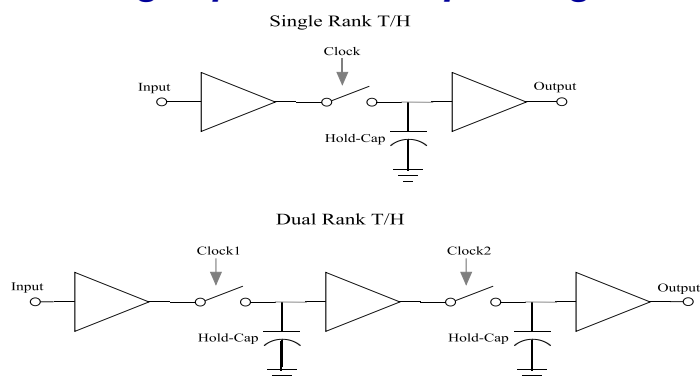 Single Rank T/H
Clock
Input
Output
Hold-Cap
Dual Rank T/H
Clock1
Clock2
Input
Output
Hold-Cap
Hold-Cap